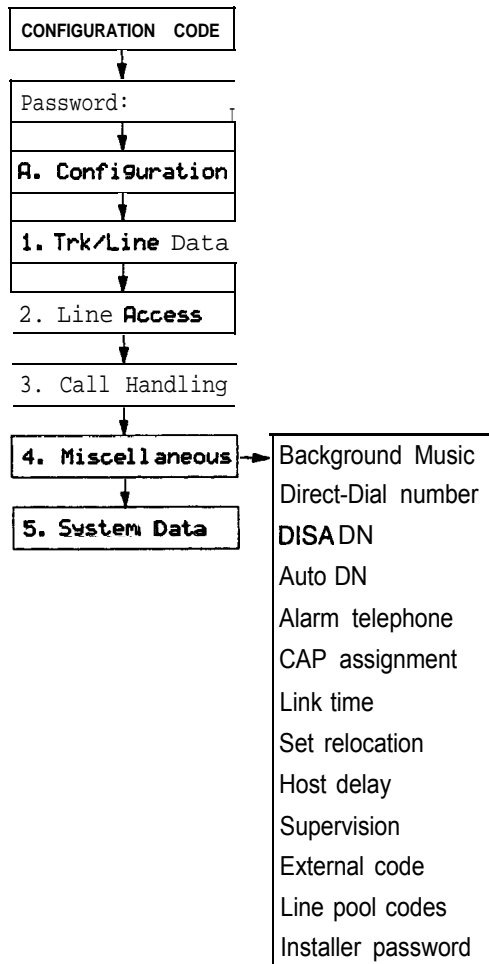 CONFIGURATION CODE
Password:
A. Configuration
1. Trk/Line Data
2. Line Access
3. Call Handling
4. Miscellaneous
5. System Data
Background Music
Direct-Dial number
DISA DN
Auto DN
Alarm telephone
CAP assignment
Link time
Set relocation
Host delay
Supervision
External code
Line pool codes
Installer password